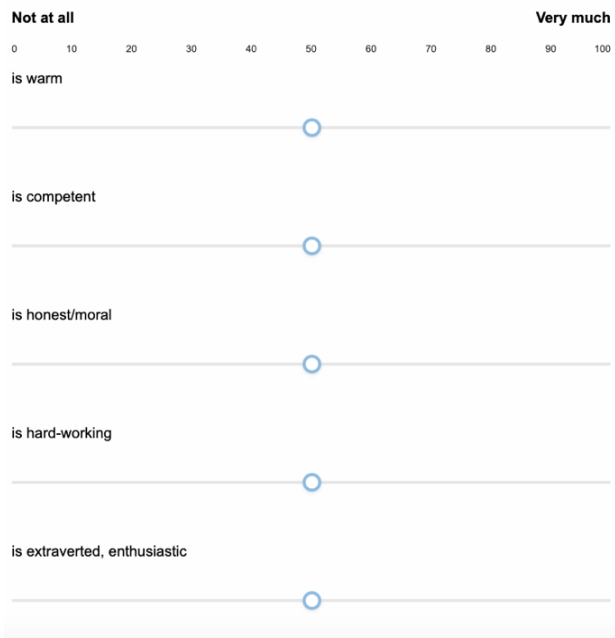 Not at all Very much
0 10 20 30 40 50 60 70 80 90 100
is warm
is competent
is honest/moral
is hard-working
is extraverted, enthusiastic